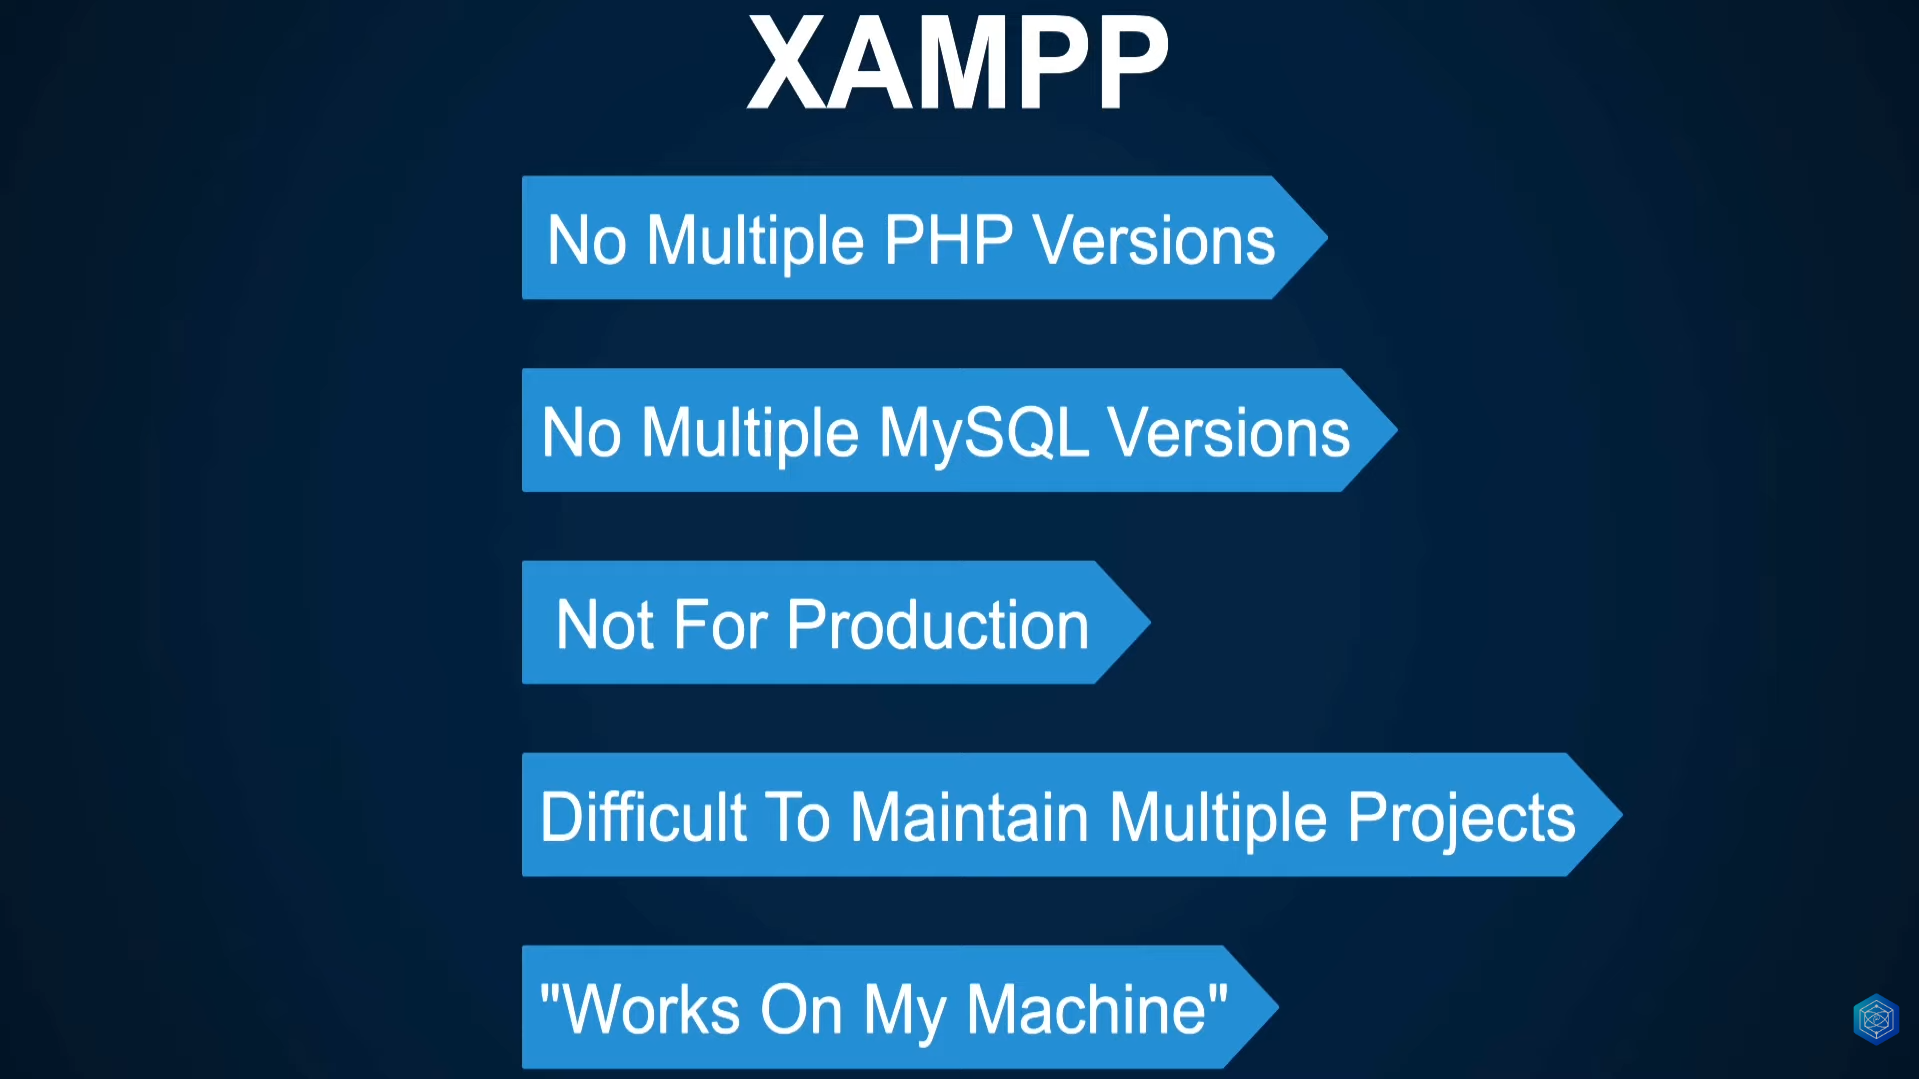 XAMPP
No Multiple PHP Versions
No Multiple MySQL Versions
Not For Production
Difficult To Maintain Multiple Projects
"Works On My Machine"